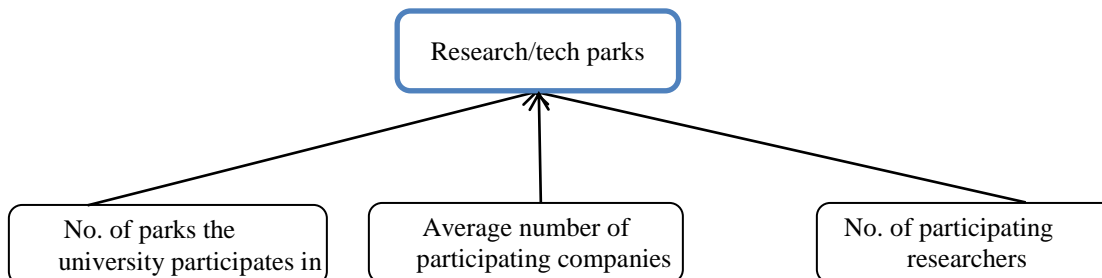 Research/tech parks
No. of parks the
university participates in
Average number of
participating companies
No. of participating
researchers